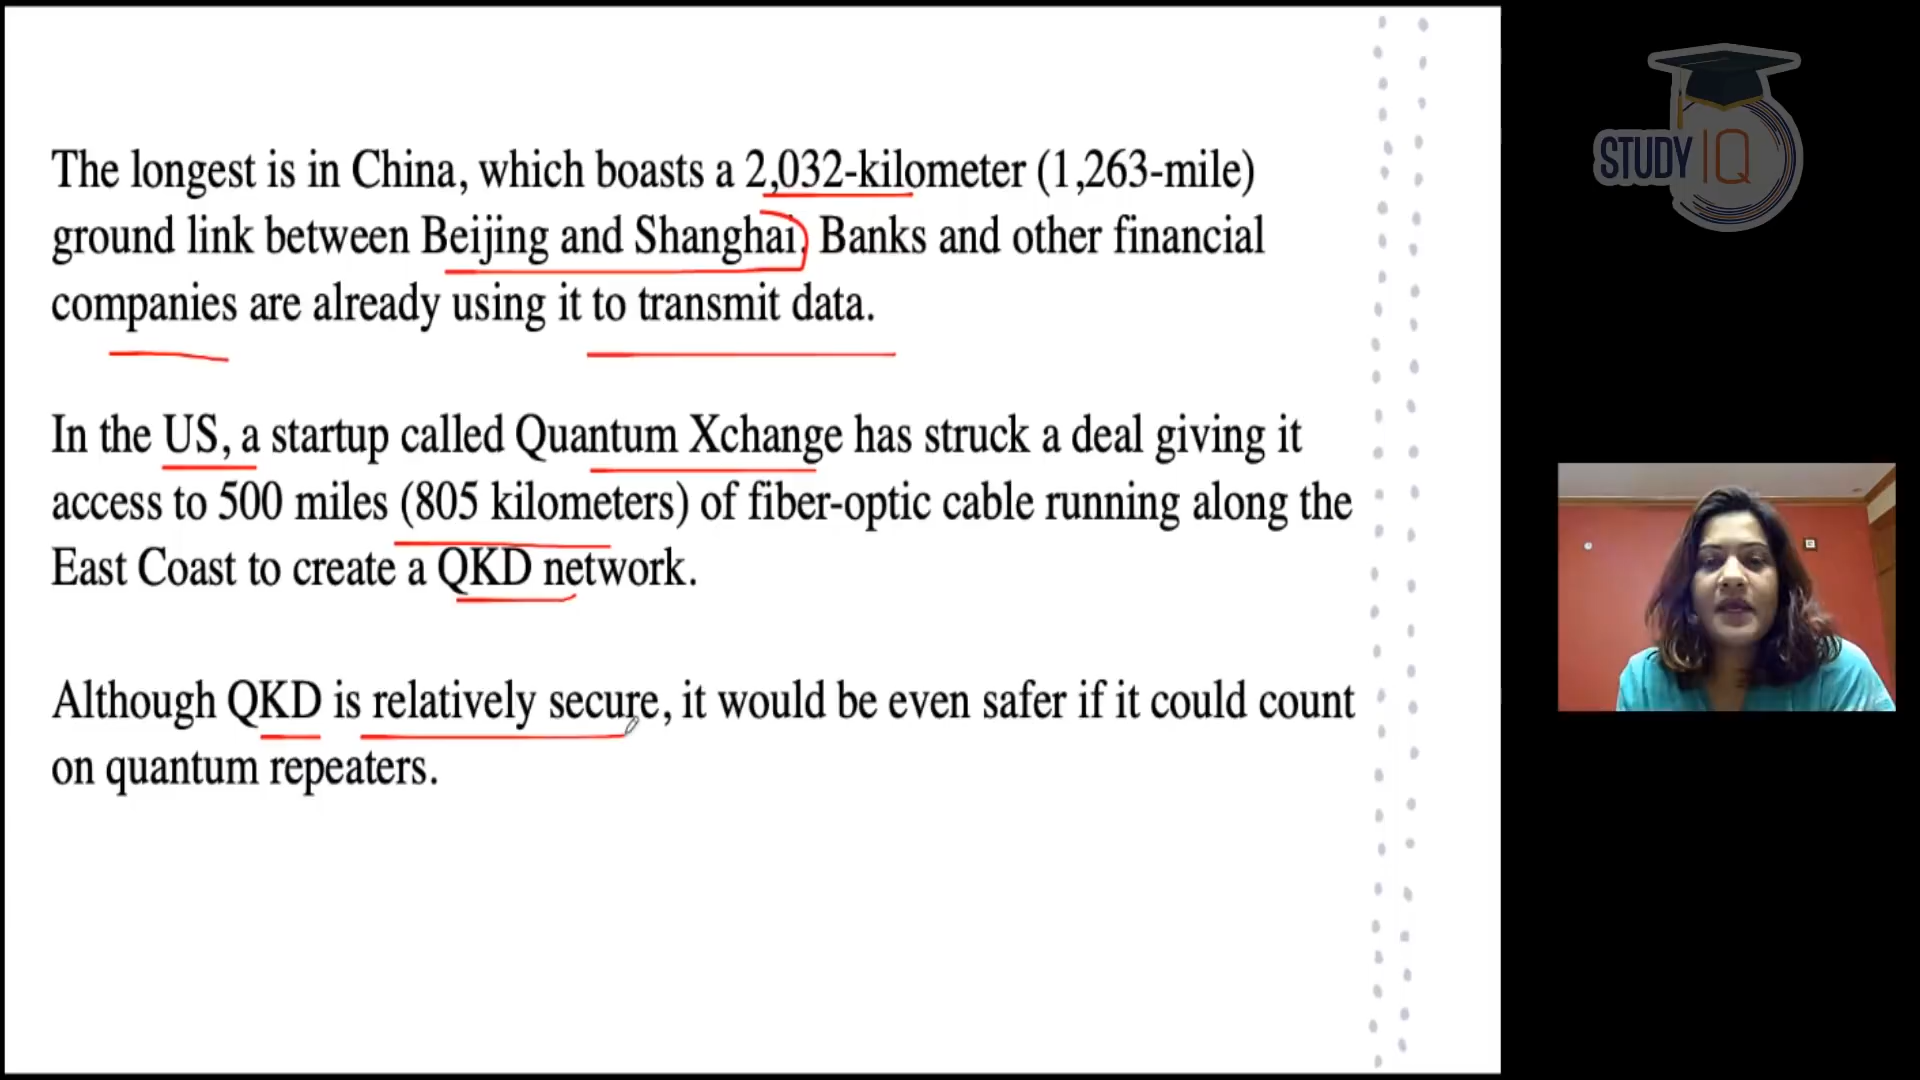 The longest is in China, which boasts a 2,032-kilometer (1,263-mile)
ground link between Beijing and Shanghai. Banks and other financial
companies are already using it to transmit data.
In the US, a startup called Quantum Xchange has struck a deal giving it
access to 500 miles (805 kilometers) of fiber-optic cable running along the
East Coast to create a QKD network.
Although QKD is relatively secure, it would be even safer if it could count
on quantum repeaters.
STUDY IQ